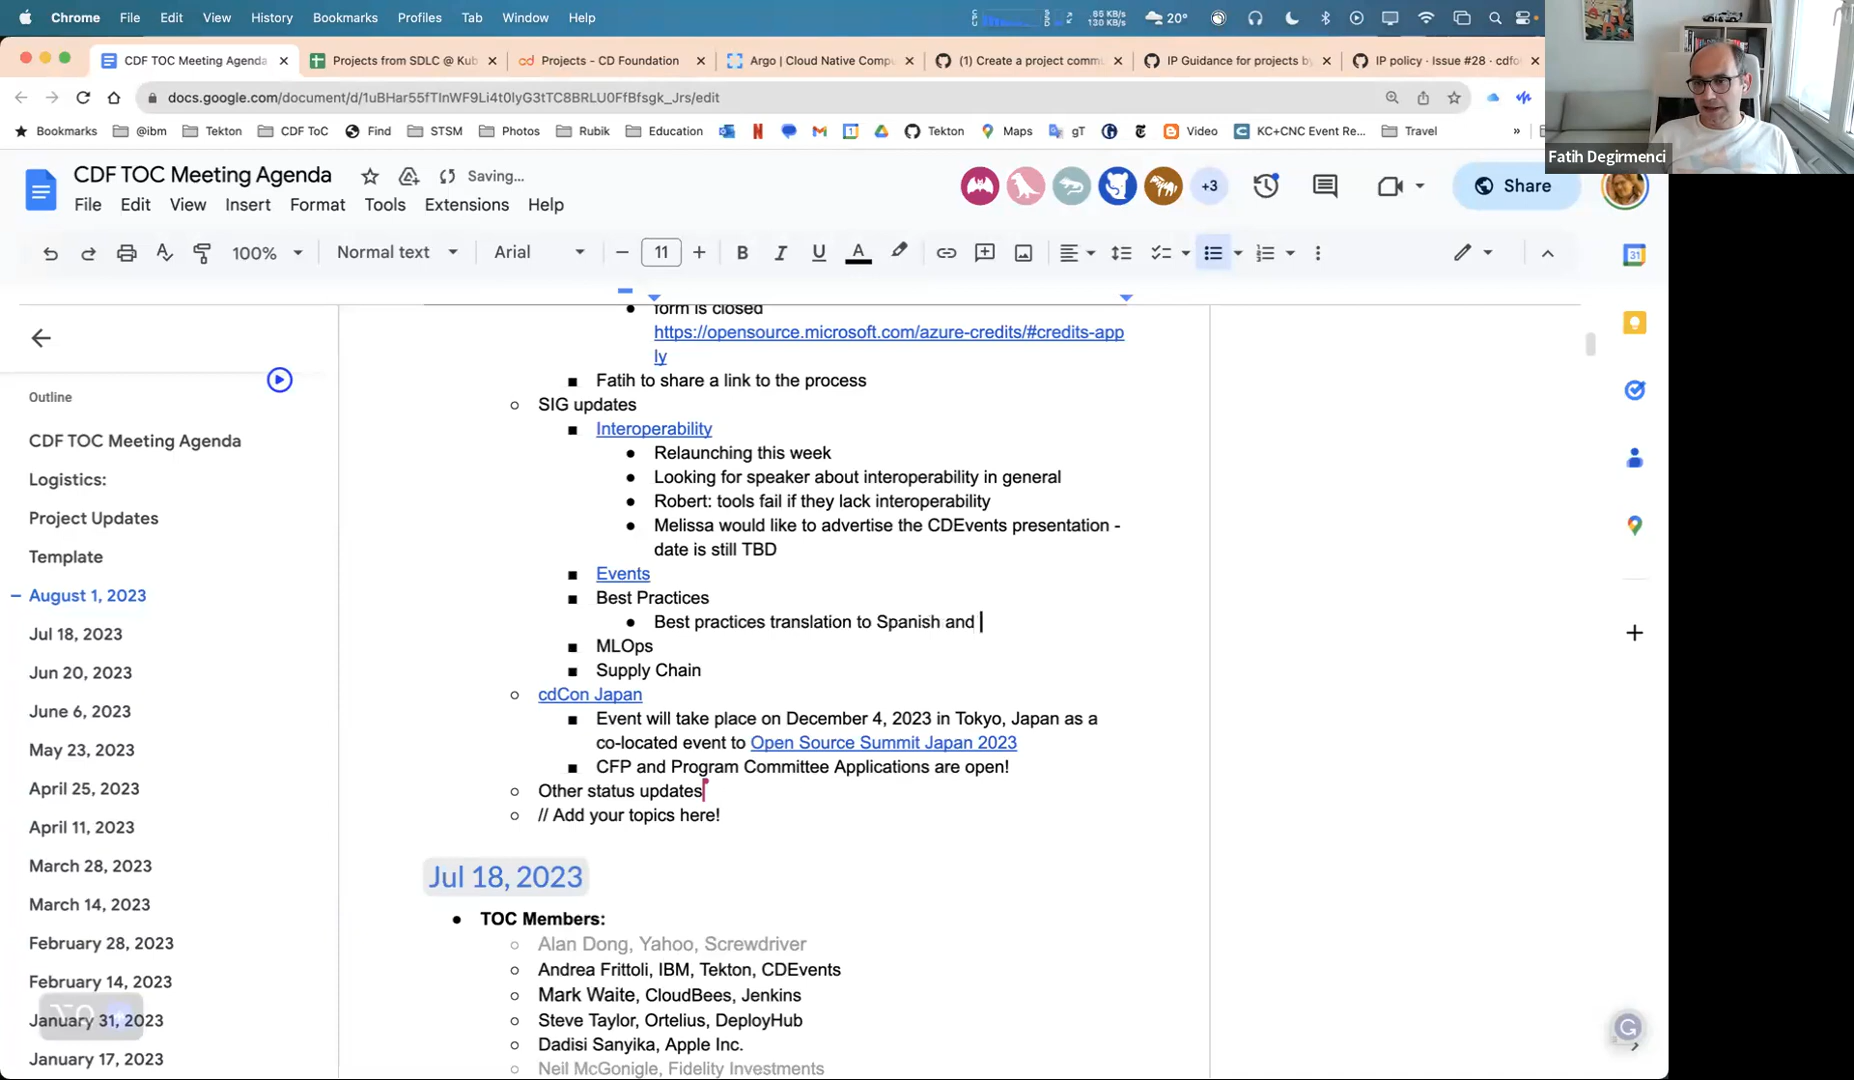 Chrome File Edit View History Bookmarks Profiles Tab Window Help 85 KB/s 130 KB/s 20°
CDF TOC Meeting Agenda Projects from SDLC @ Kub Projects - CD Foundation Argo | Cloud Native Compu (1) Create a project commu IP Guidance for projects by IP policy · Issue #28 · cdfo
docs.google.com/document/d/1uBHar55fTlnWF9Li4t0lyG3tTC8BRLU0FfBfsgk_Jrs/edit
Bookmarks @ibm Tekton CDF ToC Find STSM Photos Rubik Education Tekton Maps gT Video KC+CNC Event Re... Travel »
Fatih Degirmenci
CDF TOC Meeting Agenda Saving... +3 Share
File Edit View Insert Format Tools Extensions Help
100% Normal text Arial 11
form is closed
https://opensource.microsoft.com/azure-credits/#credits-app
ly
Fatih to share a link to the process
SIG updates
Interoperability
Relaunching this week
Looking for speaker about interoperability in general
Robert: tools fail if they lack interoperability
Melissa would like to advertise the CDEvents presentation -
date is still TBD
Events
Best Practices
Best practices translation to Spanish and
MLOps
Supply Chain
cdCon Japan
Event will take place on December 4, 2023 in Tokyo, Japan as a
co-located event to Open Source Summit Japan 2023
CFP and Program Committee Applications are open!
Other status updates
// Add your topics here!
Jul 18, 2023
TOC Members:
Alan Dong, Yahoo, Screwdriver
Andrea Frittoli, IBM, Tekton, CDEvents
Mark Waite, CloudBees, Jenkins
Steve Taylor, Ortelius, DeployHub
Dadisi Sanyika, Apple Inc.
Neil McGonigle, Fidelity Investments
Outline
CDF TOC Meeting Agenda
Logistics:
Project Updates
Template
August 1, 2023
Jul 18, 2023
Jun 20, 2023
June 6, 2023
May 23, 2023
April 25, 2023
April 11, 2023
March 28, 2023
March 14, 2023
February 28, 2023
February 14, 2023
January 31, 2023
January 17, 2023